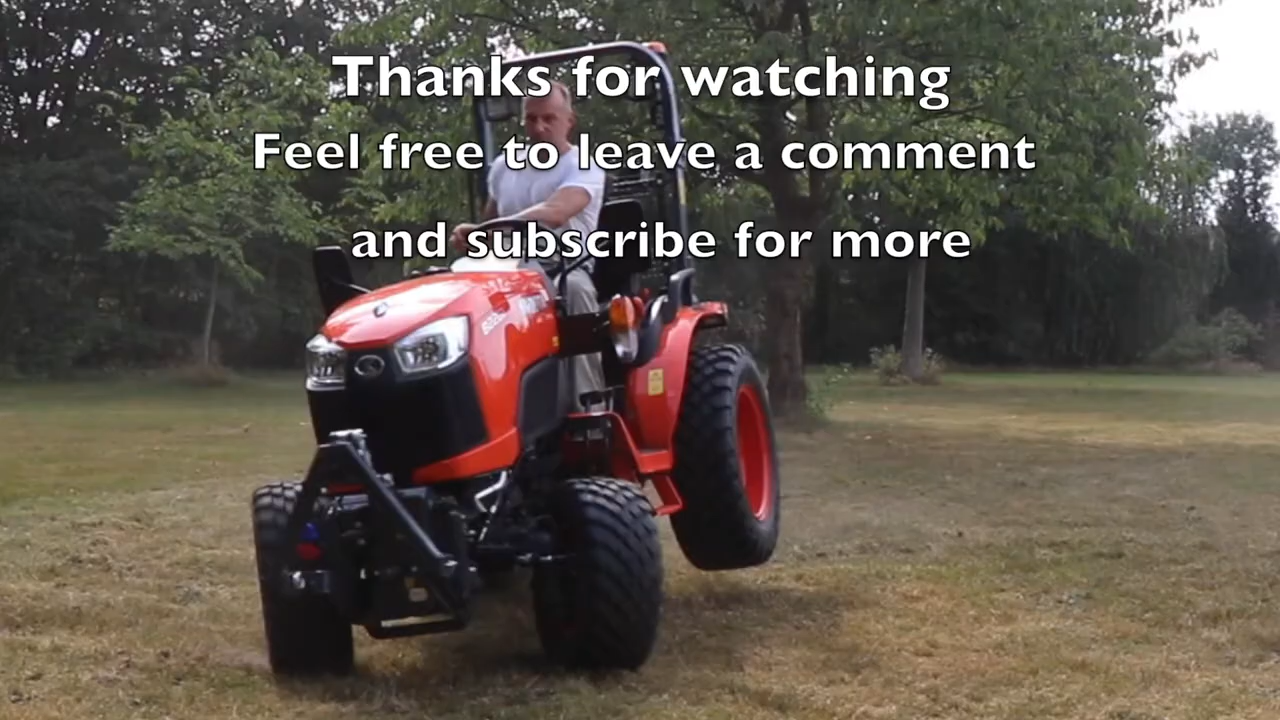 Thanks for watching
Feel free to leave a comment
and subscribe for more